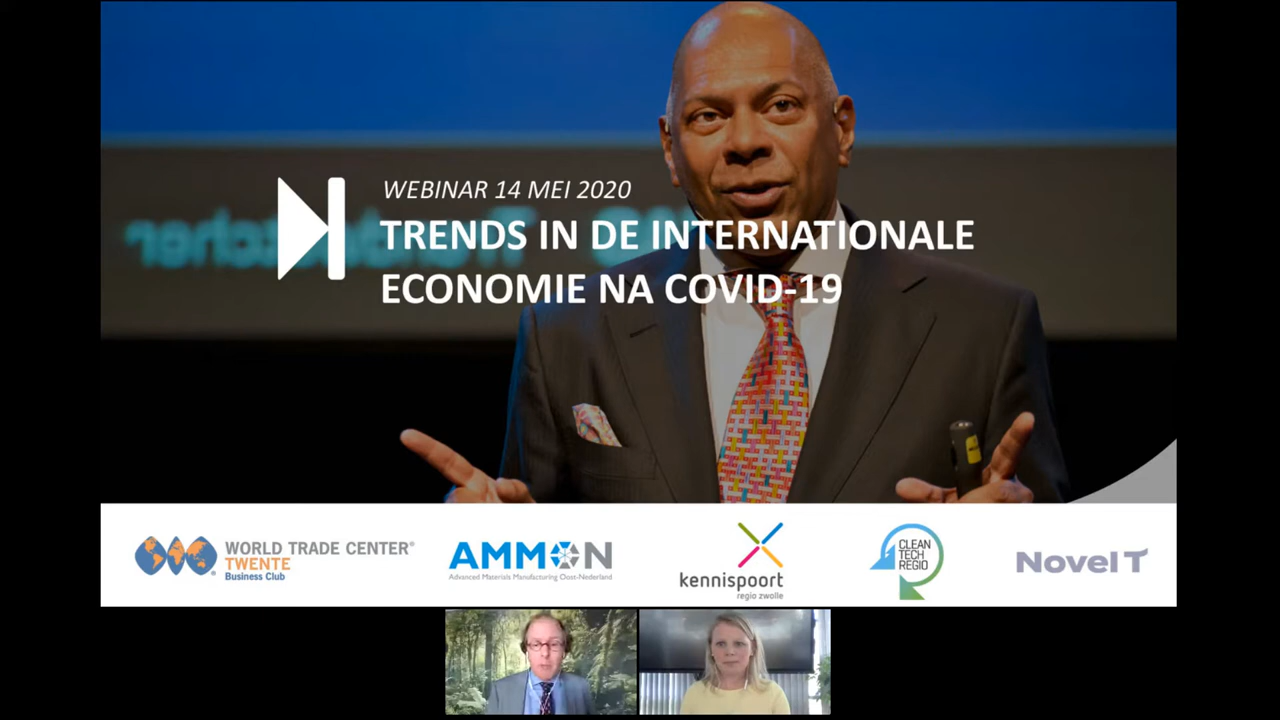 WEBINAR 14 MEI 2020
TRENDS IN DE INTERNATIONALE
ECONOMIE NA COVID-19
WORLD TRADE CENTER®
TWENTE
Business Club
AMMON
Advanced Materials Manufacturing Oost-Nederland
kennispoort
regio zwolle
CLEAN
TECH
REGIO
Novel T